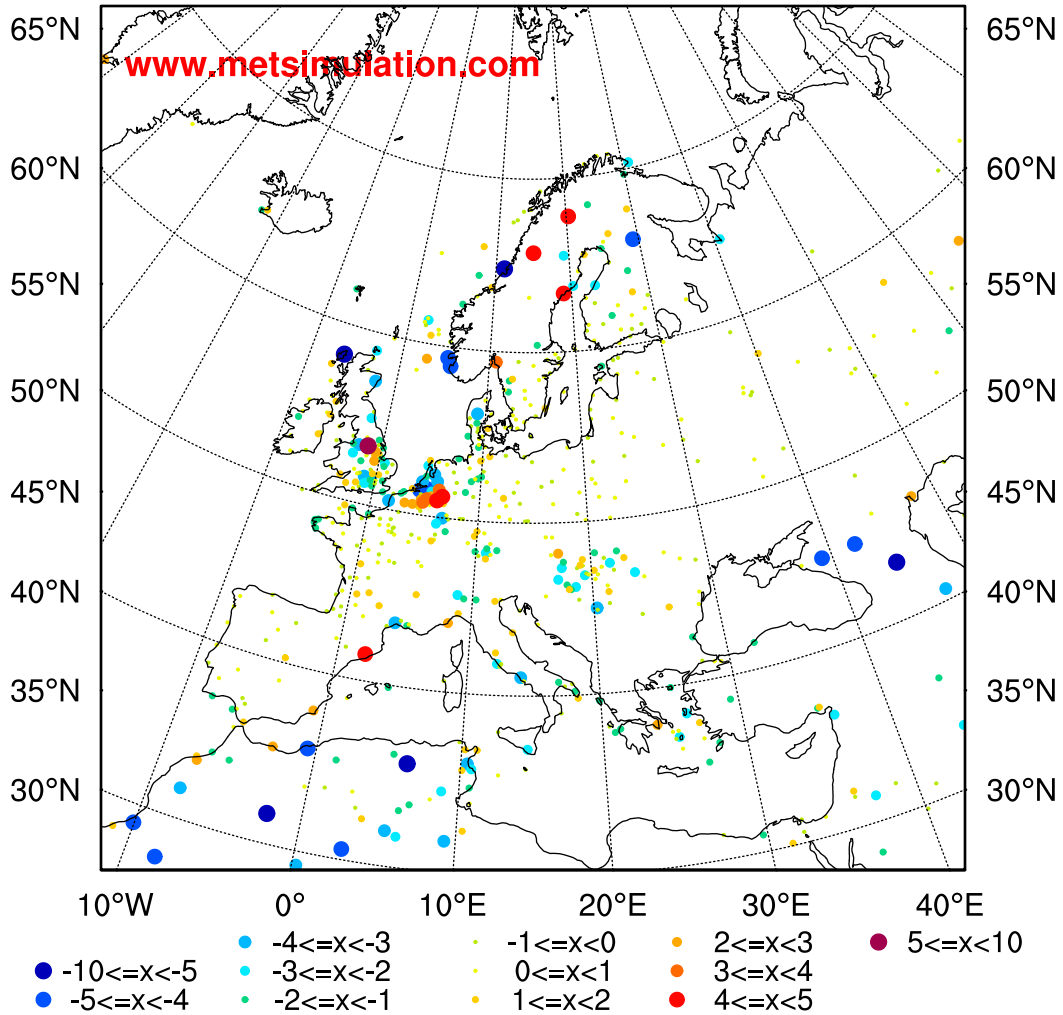 65°N 65°N
www.metsimulation.com
60°N 60°N
55°N 55°N
50°N 50°N
45°N 45°N
40°N 40°N
35°N 35°N
30°N 30°N
10°W 0° 10°E 20°E 30°E 40°E
-4<=x<-3 -1<=x<0 2<=x<3 5<=x<10
-10<=x<-5 -3<=x<-2 0<=x<1 3<=x<4
-5<=x<-4 -2<=x<-1 1<=x<2 4<=x<5